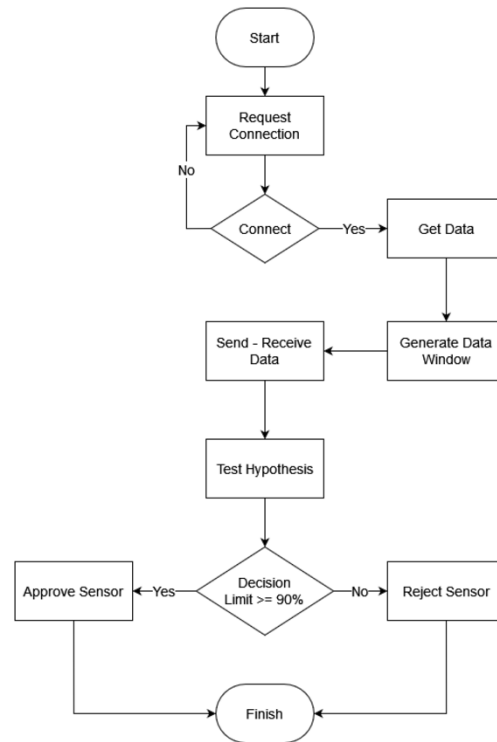 Start
Request
Connection
No
Connect
Yes
Get Data
Send - Receive
Data
Generate Data
Window
Test Hypothesis
Approve Sensor
Yes
Decision
Limit >= 90%
No
Reject Sensor
Finish